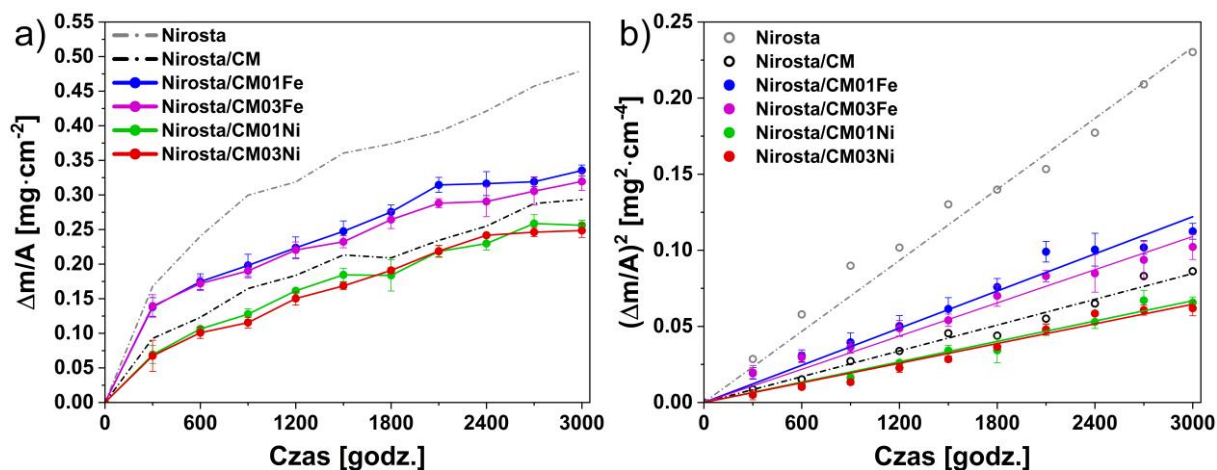 a)
Δm/A [mg·cm⁻²]
0.55
0.50
0.45
0.40
0.35
0.30
0.25
0.20
0.15
0.10
0.05
0.00
Nirosta
Nirosta/CM
Nirosta/CM01Fe
Nirosta/CM03Fe
Nirosta/CM01Ni
Nirosta/CM03Ni
0 600 1200 1800 2400 3000
Czas [godz.]
b)
(Δm/A)² [mg²·cm⁻⁴]
0.25
0.20
0.15
0.10
0.05
0.00
Nirosta
Nirosta/CM
Nirosta/CM01Fe
Nirosta/CM03Fe
Nirosta/CM01Ni
Nirosta/CM03Ni
0 600 1200 1800 2400 3000
Czas [godz.]